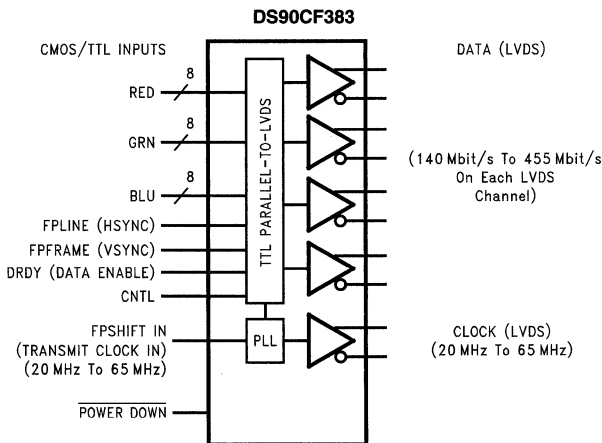 DS90CF383
CMOS/TTL INPUTS
DATA (LVDS)
8
RED
8
GRN
(140 Mbit/s To 455 Mbit/s
On Each LVDS
Channel)
8
BLU
TTL PARALLEL-TO-LVDS
FPLINE (HSYNC)
FPFRAME (VSYNC)
DRDY (DATA ENABLE)
CNTL
FPSHIFT IN
(TRANSMIT CLOCK IN)
(20 MHz To 65 MHz)
PLL
CLOCK (LVDS)
(20 MHz To 65 MHz)
POWER DOWN